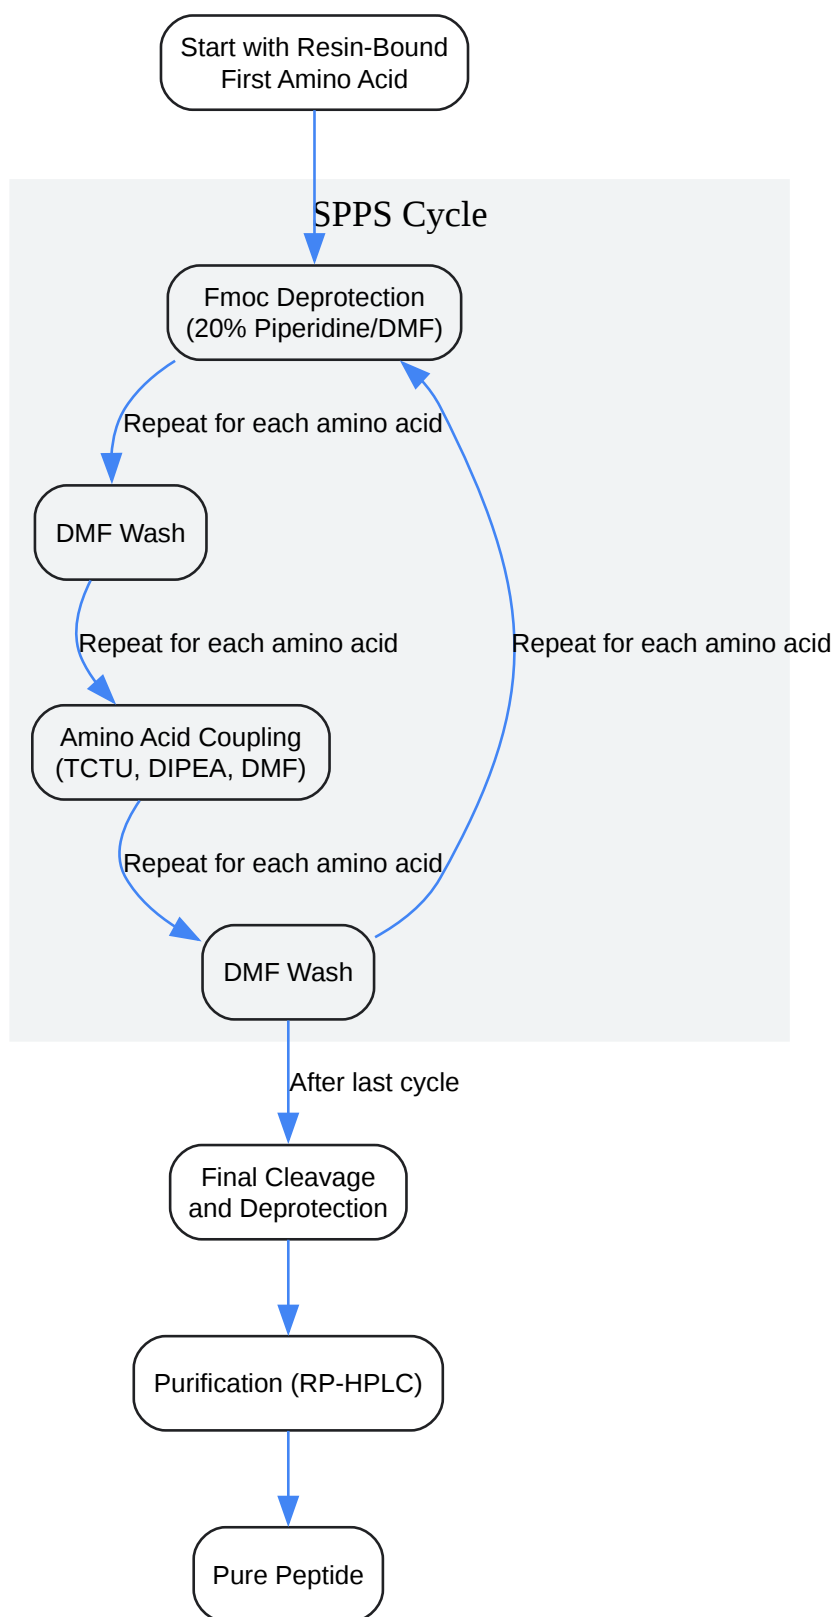 Start with Resin-Bound
First Amino Acid
SPPS Cycle
Fmoc Deprotection
(20% Piperidine/DMF)
Repeat for each amino acid
DMF Wash
Repeat for each amino acid
Repeat for each amino acid
Amino Acid Coupling
(TCTU, DIPEA, DMF)
Repeat for each amino acid
DMF Wash
After last cycle
Final Cleavage
and Deprotection
Purification (RP-HPLC)
Pure Peptide